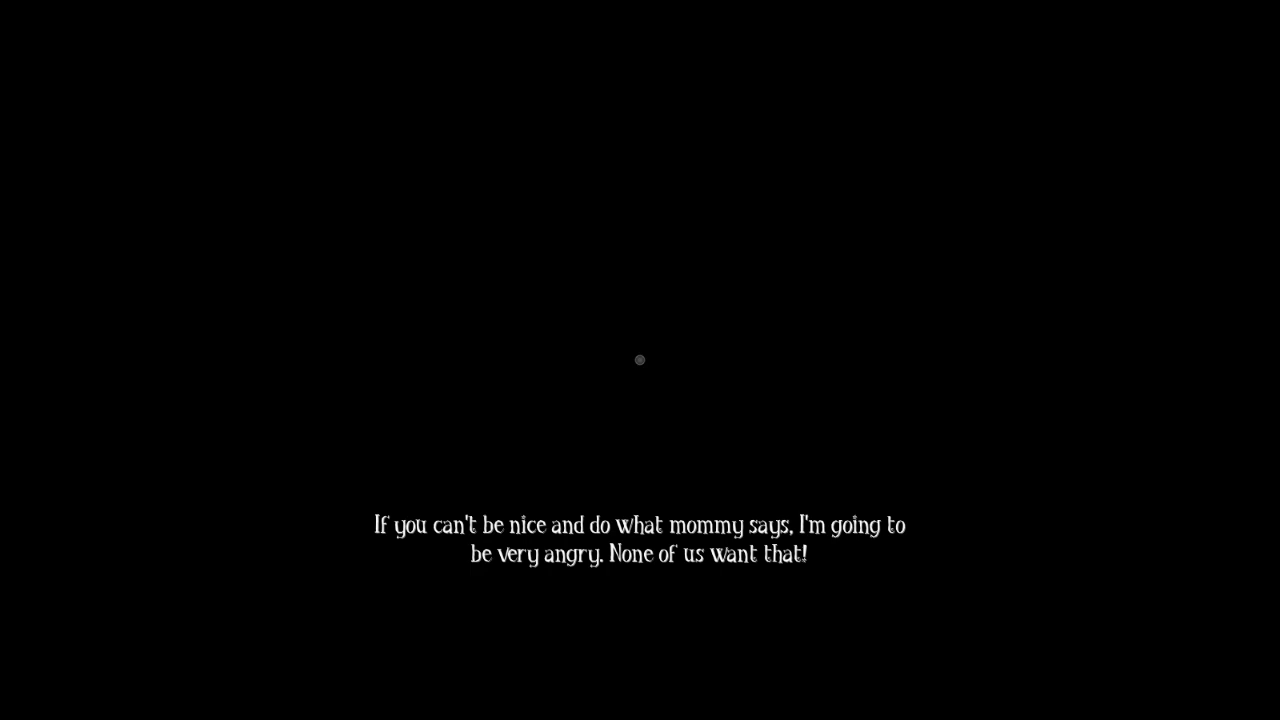 If you can't be nice and do what mommy says, I'm going to
be very angry. None of us want that!